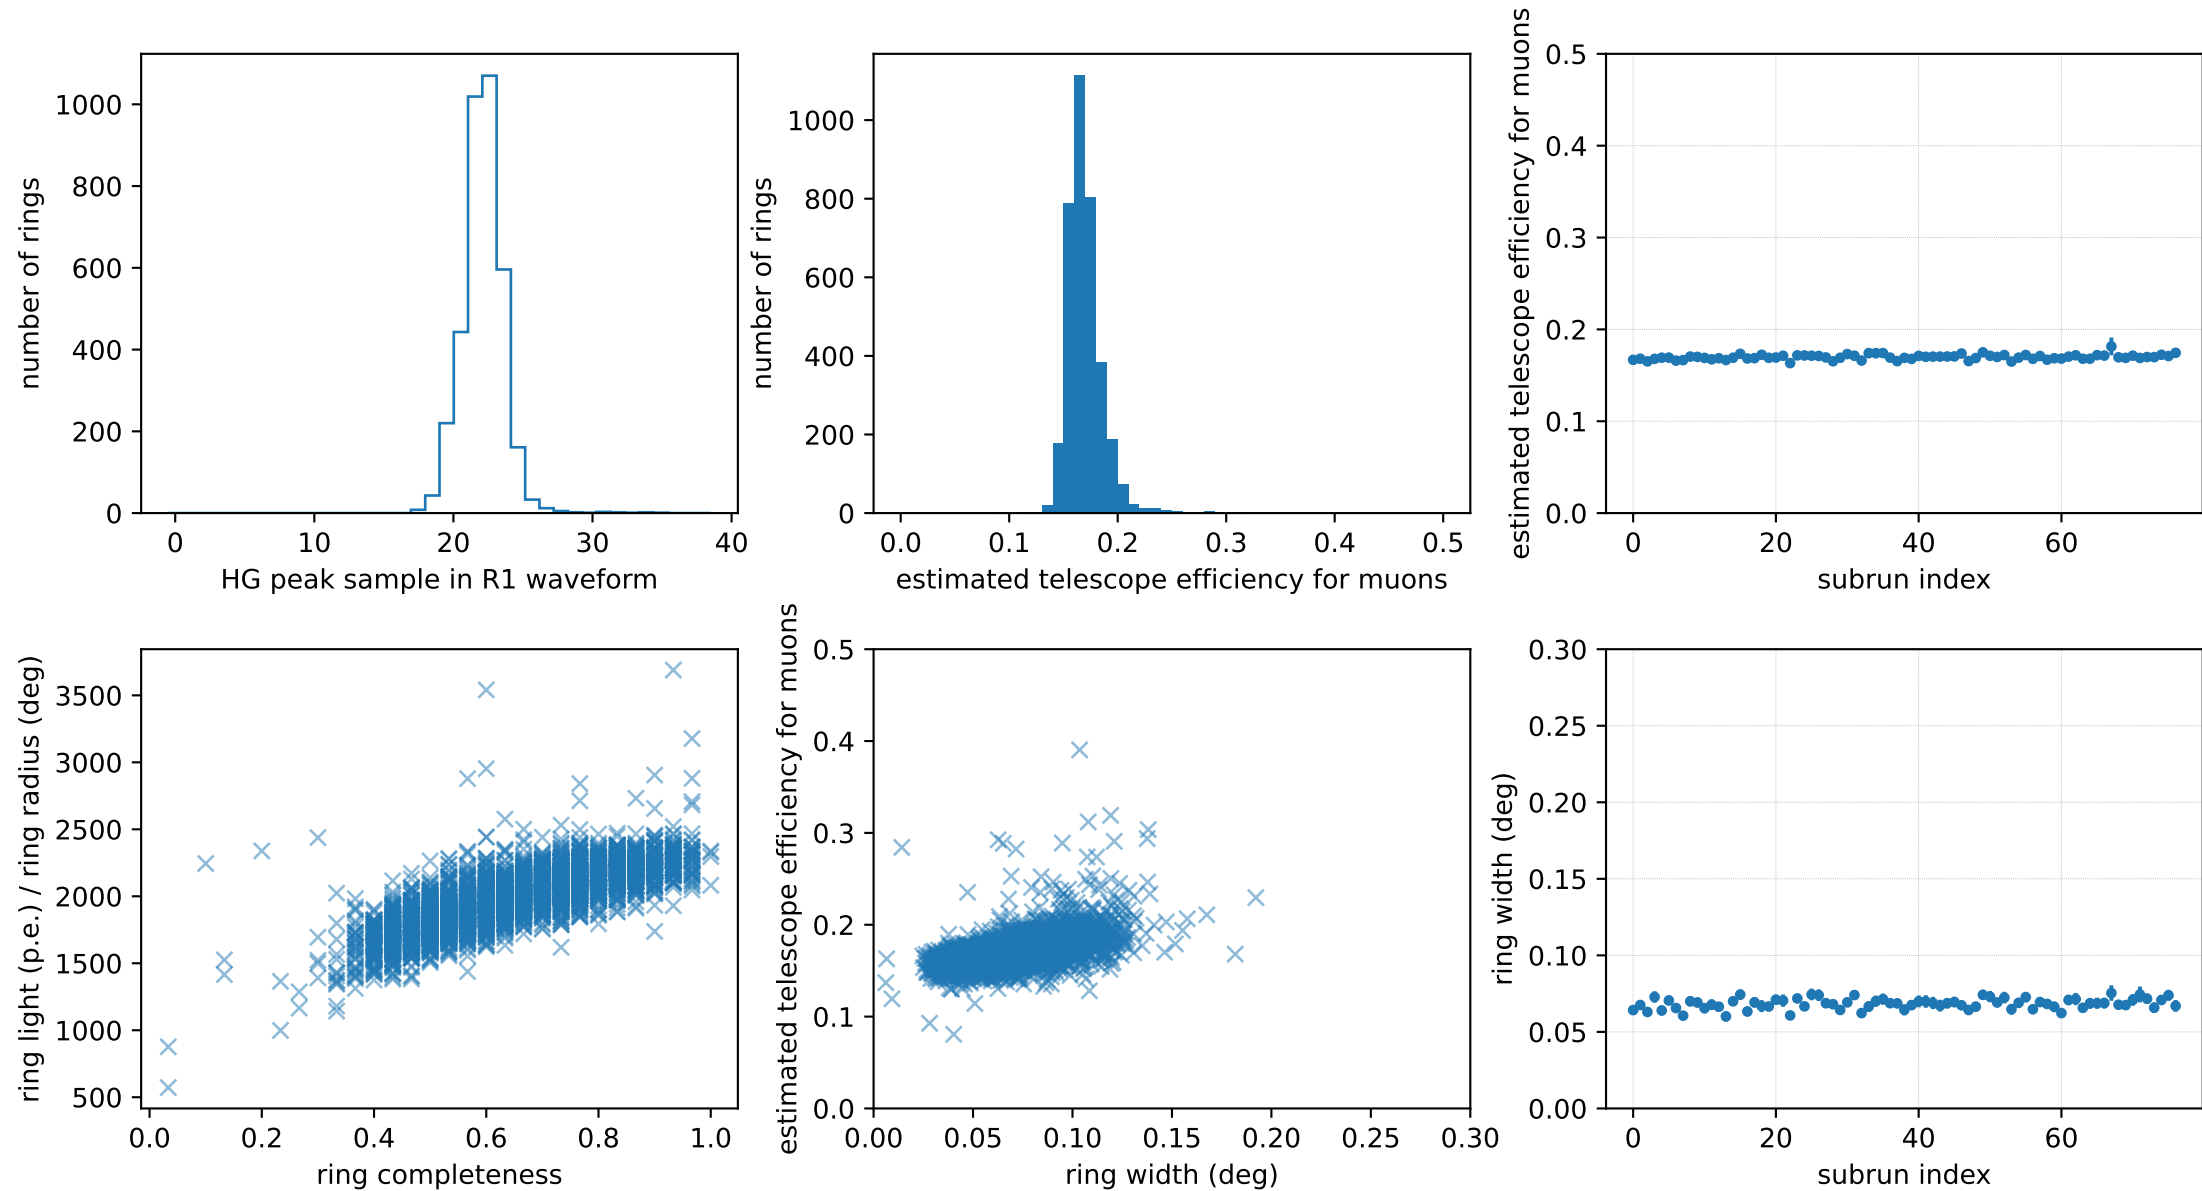 number of rings
1000
800
600
400
200
0
0 10 20 30 40
HG peak sample in R1 waveform
number of rings
1000
800
600
400
200
0
0.0 0.1 0.2 0.3 0.4 0.5
estimated telescope efficiency for muons
estimated telescope efficiency for muons
0.5
0.4
0.3
0.2
0.1
0.0
0 20 40 60
subrun index
ring light (p.e.) / ring radius (deg)
3500
3000
2500
2000
1500
1000
500
0.0 0.2 0.4 0.6 0.8 1.0
ring completeness
estimated telescope efficiency for muons
0.5
0.4
0.3
0.2
0.1
0.0
0.00 0.05 0.10 0.15 0.20 0.25 0.30
ring width (deg)
ring width (deg)
0.30
0.25
0.20
0.15
0.10
0.05
0.00
0 20 40 60
subrun index